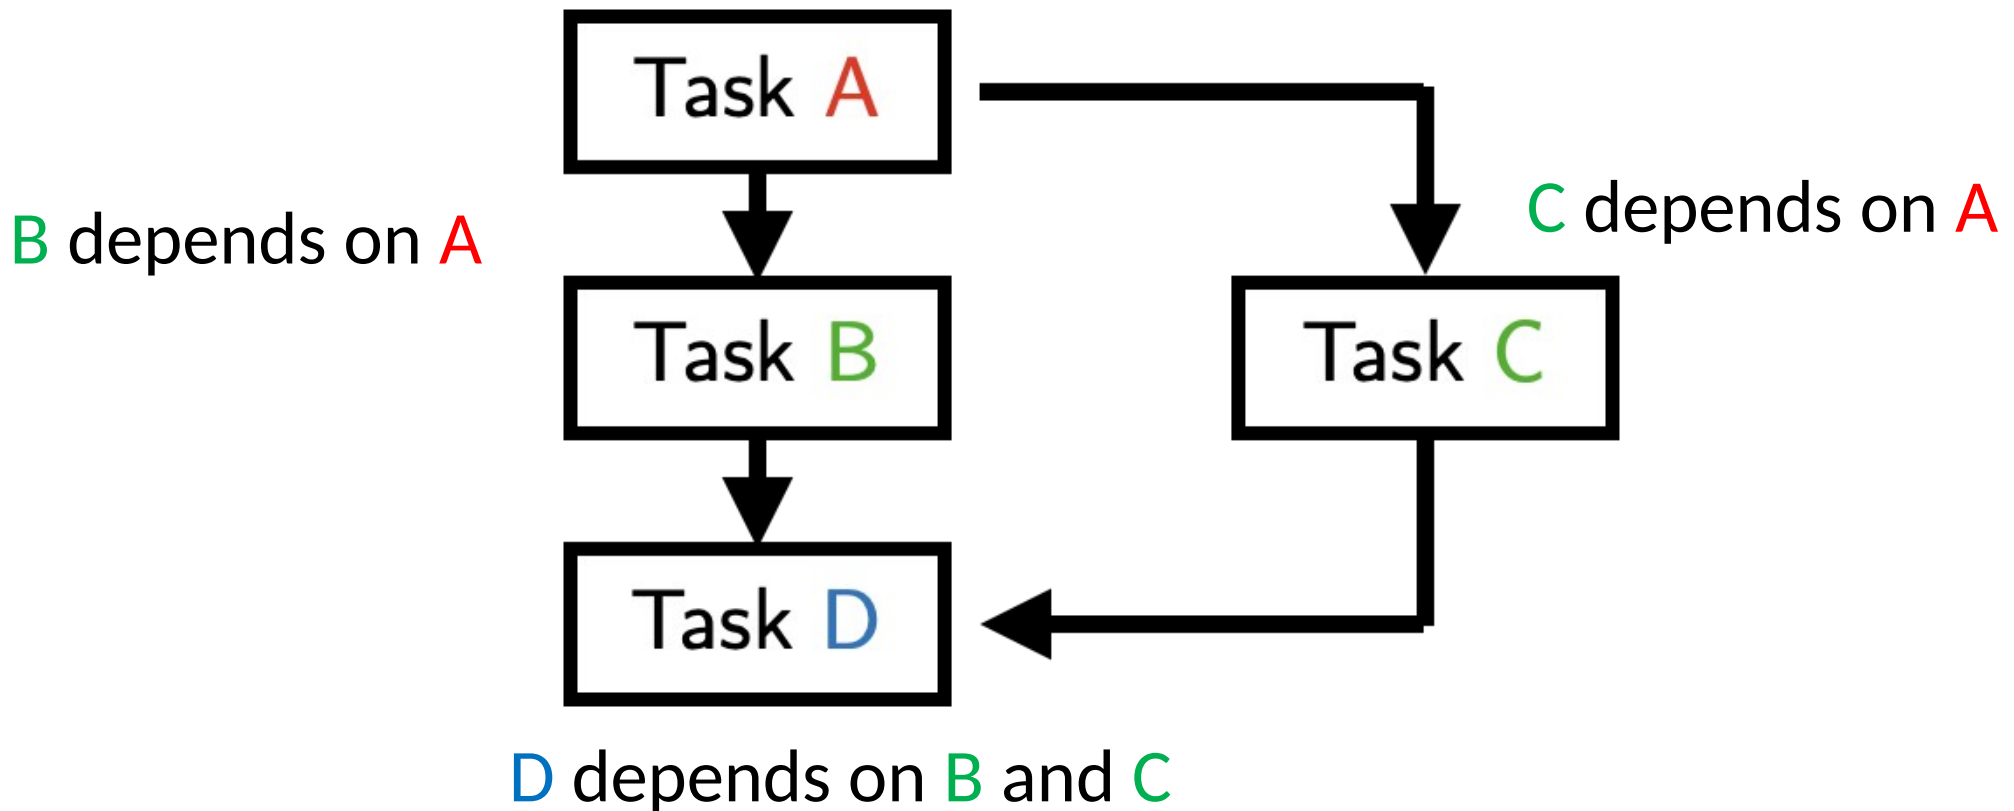 Task A
B depends on A
C depends on A
Task B
Task C
Task D
D depends on B and C